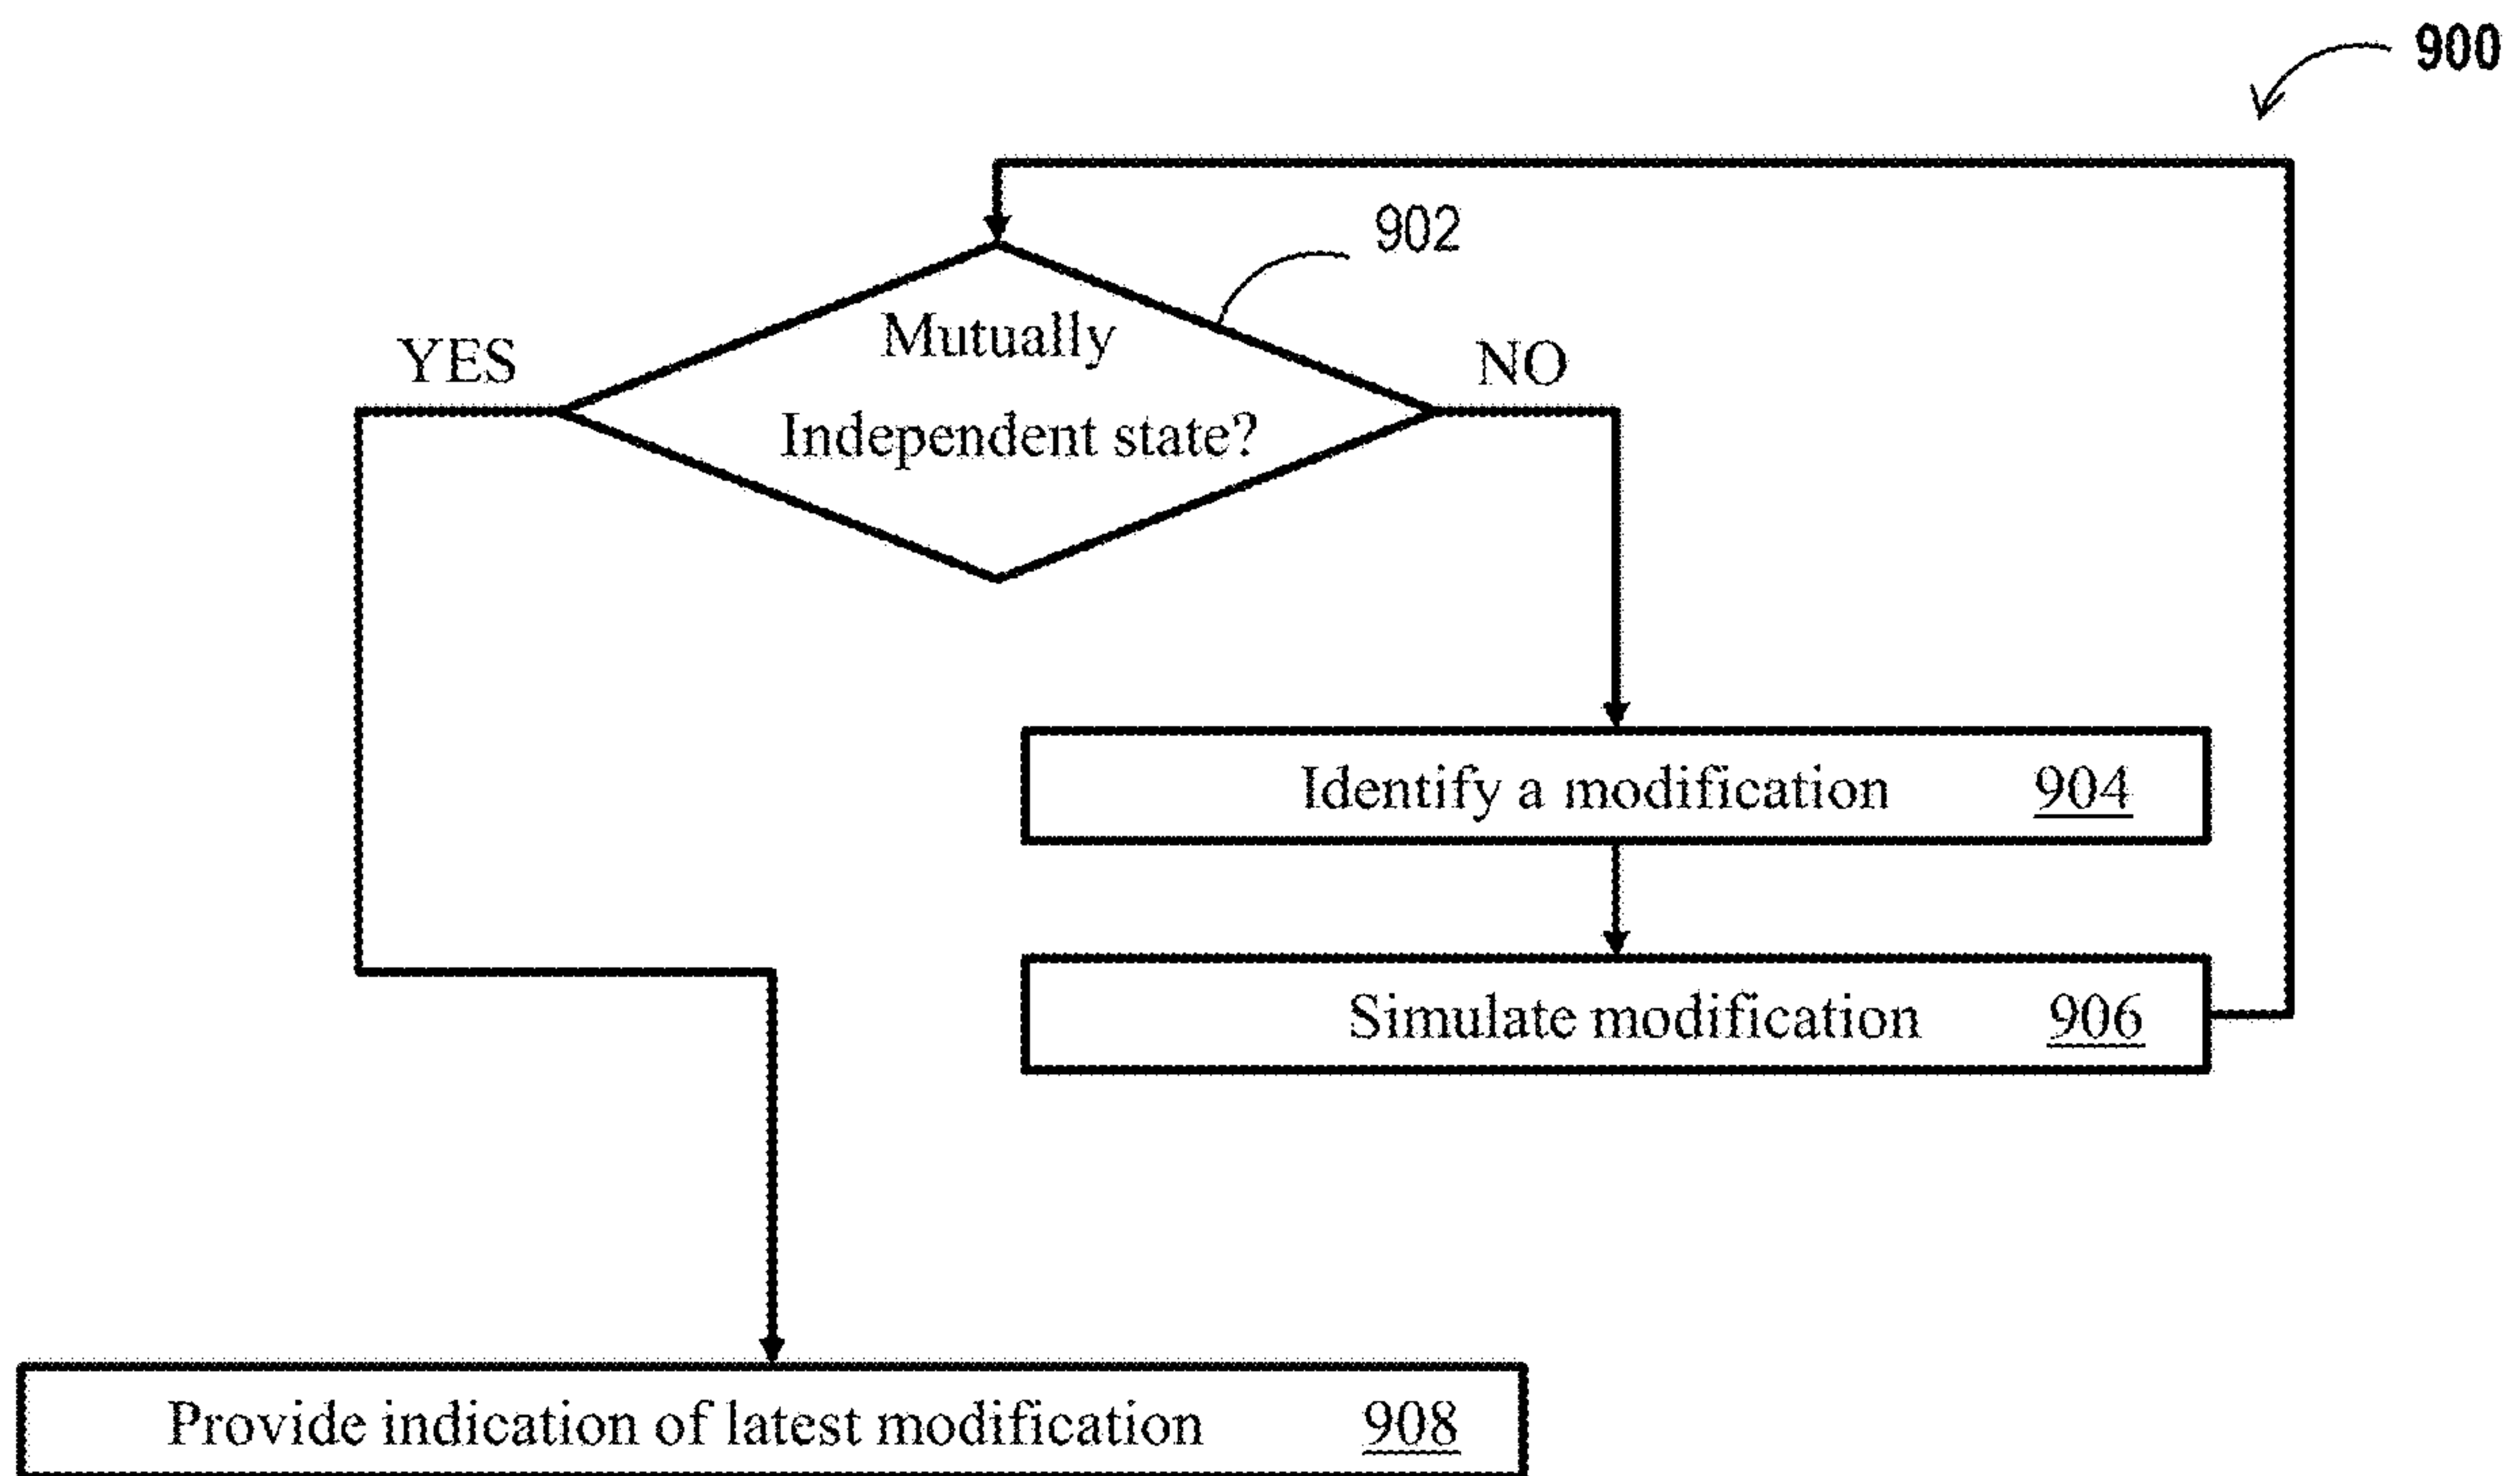 900
902
Mutually
YES
NO
Independent state?
Identify a modification 904
Simulate modification 906
Provide indication of latest modification 908